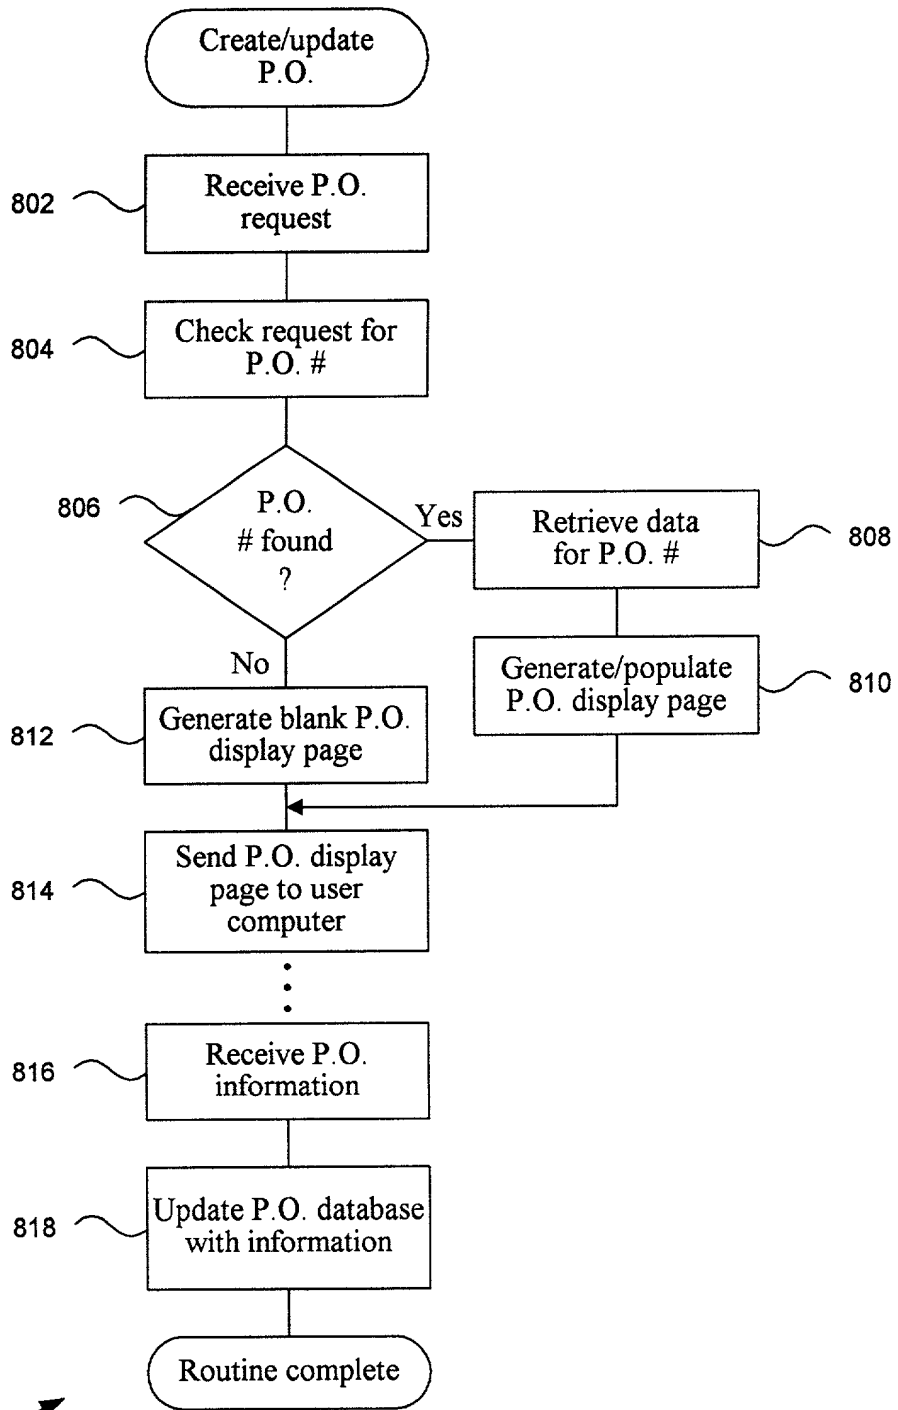 Create/update
P.O.
802
Receive P.O.
request
804
Check request for
P.O. #
806
P.O.
# found
?
Yes
Retrieve data
for P.O. #
808
No
Generate/populate
P.O. display page
810
812
Generate blank P.O.
display page
814
Send P.O. display
page to user
computer
816
Receive P.O.
information
818
Update P.O. database
with information
Routine complete